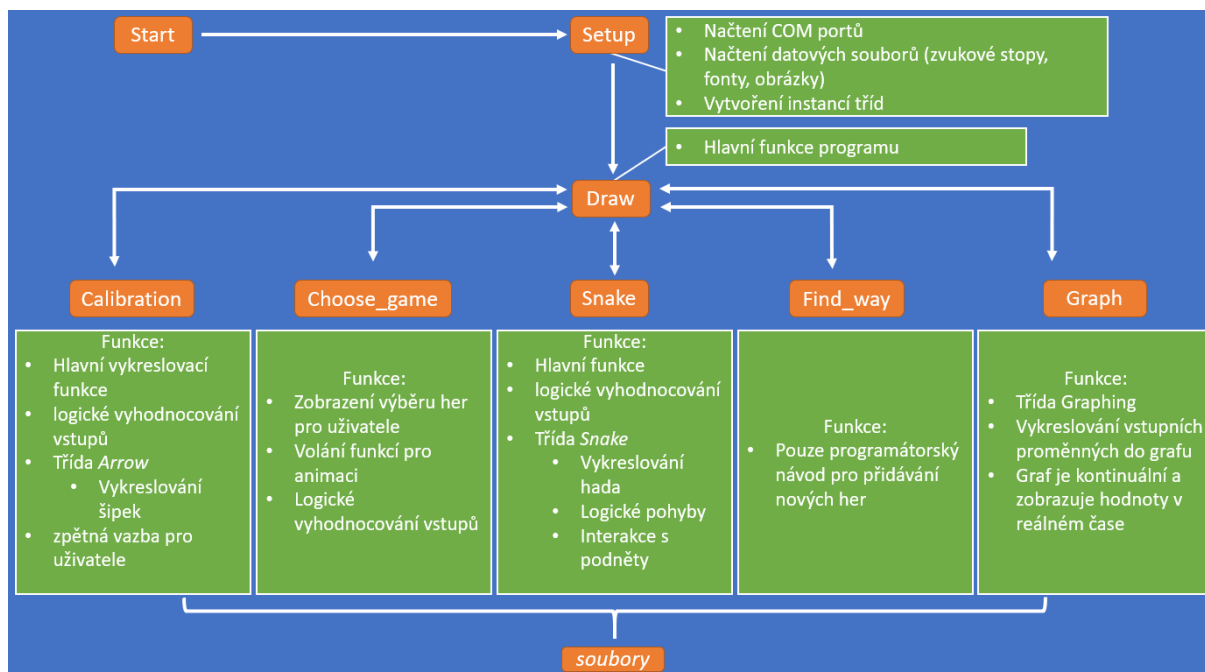 Start
Setup
• Načtení COM portů
• Načtení datových souborů (zvukové stopy,
fonty, obrázky)
• Vytvoření instancí tříd
• Hlavní funkce programu
Draw
Calibration
Choose_game
Snake
Find_way
Graph
Funkce:
• Hlavní vykreslovací
funkce
• logické vyhodnocování
vstupů
• Třída Arrow
• Vykreslování
šipek
• zpětná vazba pro
uživatele
Funkce:
• Zobrazení výběru her
pro uživatele
• Volání funkcí pro
animaci
• Logické
vyhodnocování vstupů
Funkce:
• Hlavní funkce
• logické vyhodnocování
vstupů
• Třída Snake
• Vykreslování
hada
• Logické pohyby
• Interakce s
podněty
Funkce:
• Pouze programátorský
návod pro přidávání
nových her
Funkce:
• Třída Graphing
• Vykreslování vstupních
proměnných do grafu
• Graf je kontinuální a
zobrazuje hodnoty v
reálném čase
soubory